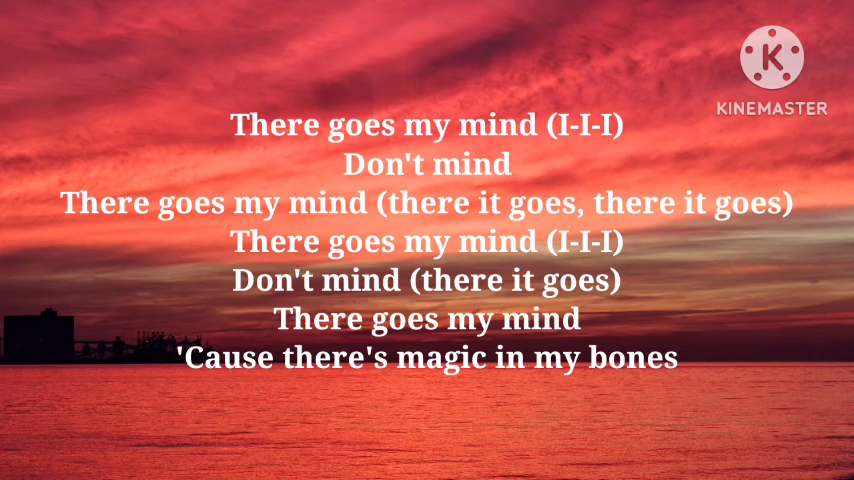 K
KINEMASTER
There goes my mind (I-I-I)
Don't mind
There goes my mind (there it goes, there it goes)
There goes my mind (I-I-I)
Don't mind (there it goes)
There goes my mind
'Cause there's magic in my bones